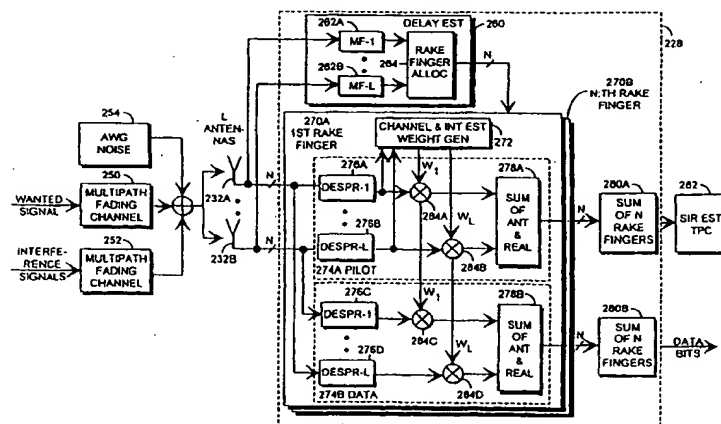 262A
DELAY EST
260
MF-1
262B
264
RAKE
FINGER
ALLOC
MF-L
N
228
254
AWG
NOISE
L
ANTEN-
NAS
270A
1ST RAKE
FINGER
CHANNEL & INT EST
WEIGHT GEN
272
270B
N:TH RAKE
FINGER
250
WANTED
SIGNAL
MULTIPATH
FADING
CHANNEL
232A
N
276A
DESPR-1
W1
284A
278A
SUM
OF
ANT
&
REAL
N
280A
SUM
OF N
RAKE
FINGERS
282
SIR EST
TPC
252
INTERFE-
RENCE
SIGNALS
MULTIPATH
FADING
CHANNEL
232B
N
276B
DESPR-L
WL
284B
274A PILOT
276C
DESPR-1
W1
284C
278B
SUM
OF
ANT
&
REAL
N
280B
SUM
OF N
RAKE
FINGERS
DATA
BITS
276D
DESPR-L
WL
284D
274B DATA